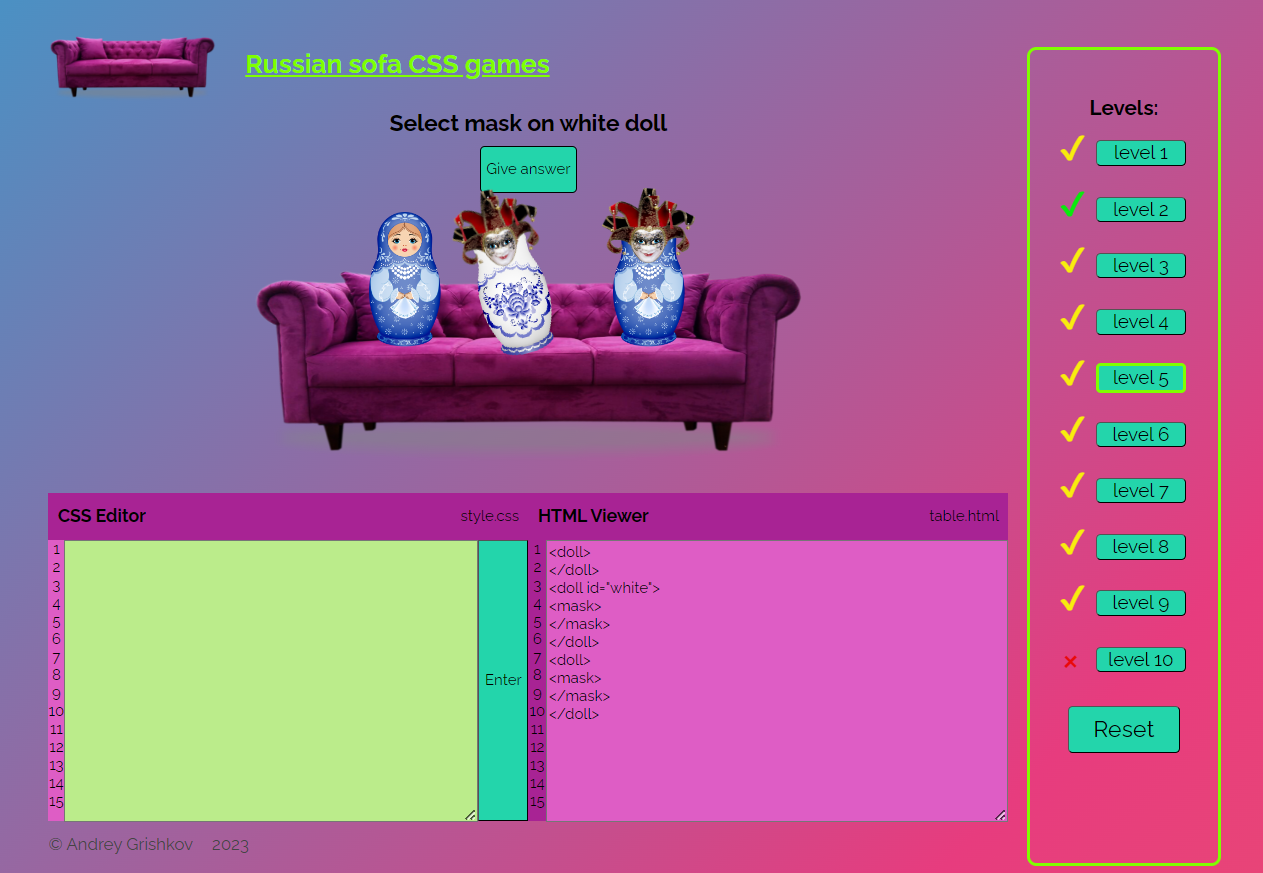 Russian sofa CSS games
Select mask on white doll
Give answer
Levels:
level 1
level 2
level 3
level 4
level 5
level 6
level 7
level 8
level 9
level 10
Reset
CSS Editor style.css
1
2
3
4
5
6
7
8
9
10
11
12
13
14
15
Enter
HTML Viewer table.html
1 <doll>
2 </doll>
3 <doll id="white">
4 <mask>
5 </mask>
6 </doll>
7 <doll>
8 <mask>
9 </mask>
10 </doll>
11
12
13
14
15
© Andrey Grishkov 2023